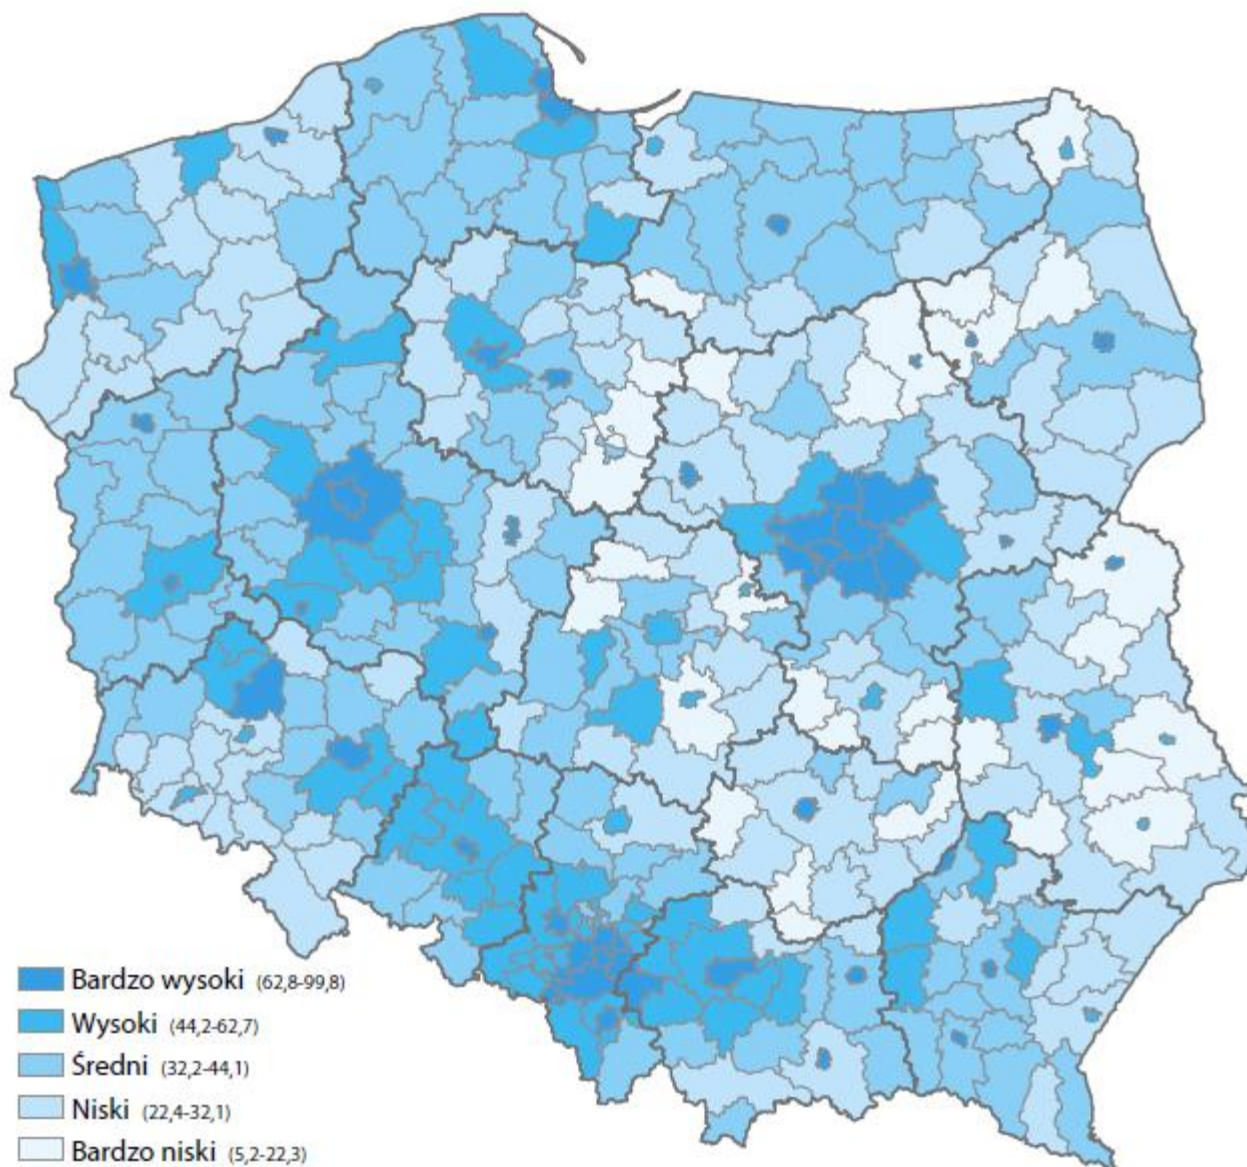 Bardzo wysoki (62,8-99,8)
Wysoki (44,2-62,7)
Średni (32,2-44,1)
Niski (22,4-32,1)
Bardzo niski (5,2-22,3)